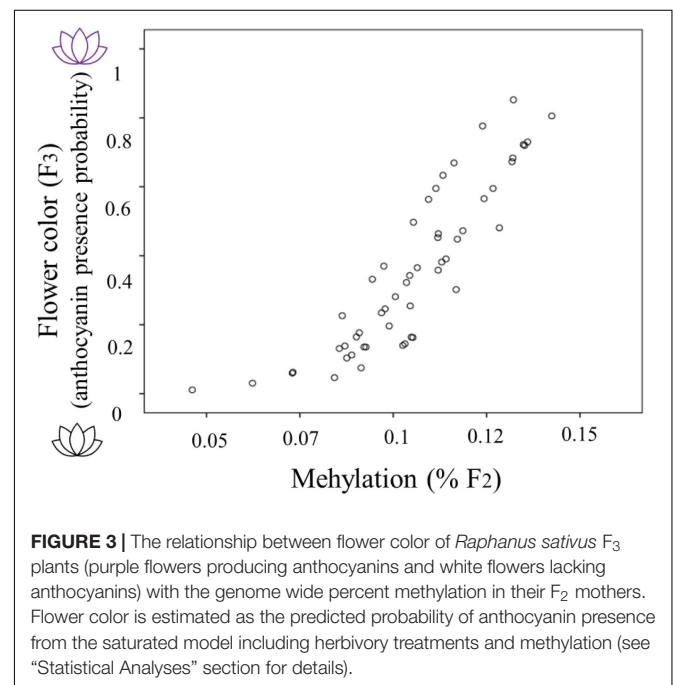 Flower color (F3)
(anthocyanin presence probability)
1
0.8
0.6
0.4
0.2
0
0.05 0.07 0.1 0.12 0.15
Mehylation (% F2)
FIGURE 3 | The relationship between flower color of Raphanus sativus F3
plants (purple flowers producing anthocyanins and white flowers lacking
anthocyanins) with the genome wide percent methylation in their F2 mothers.
Flower color is estimated as the predicted probability of anthocyanin presence
from the saturated model including herbivory treatments and methylation (see
“Statistical Analyses” section for details).